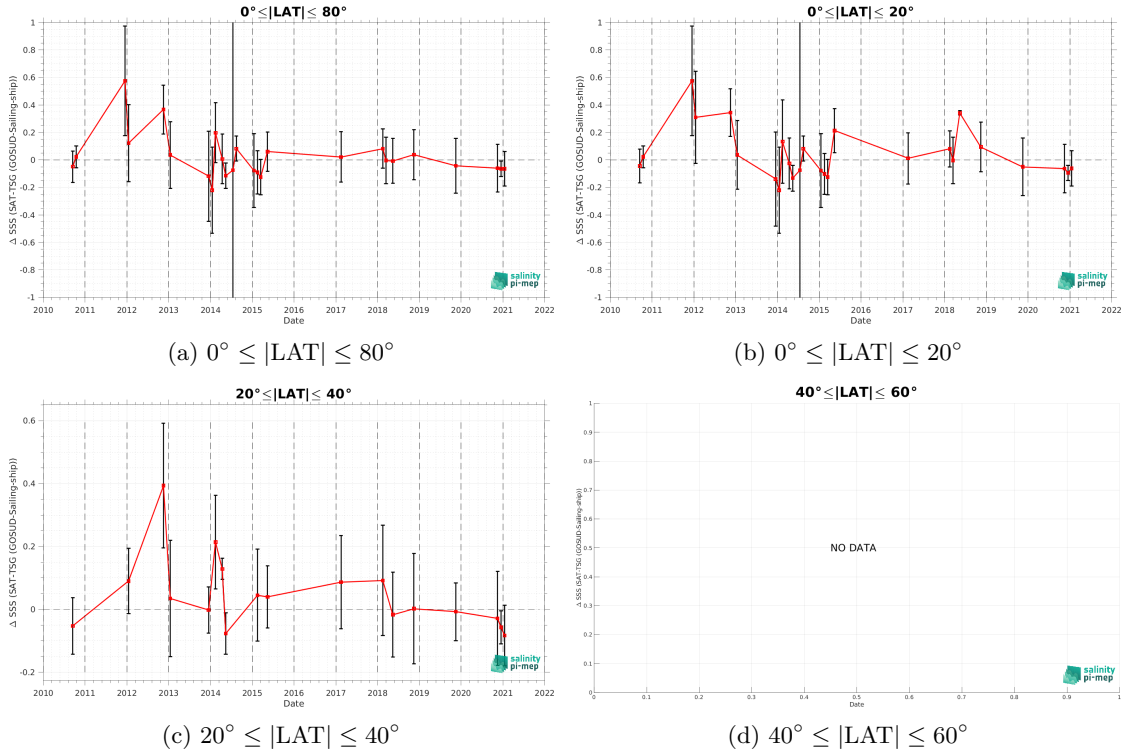 0°≤|LAT|≤ 80°
Δ SSS (SAT-TSG (GOSUD-Sailing-ship))
1
0.8
0.6
0.4
0.2
0
-0.2
-0.4
-0.6
-0.8
-1
2010 2011 2012 2013 2014 2015 2016 2017 2018 2019 2020 2021 2022
Date
salinity
pi-mep
(a) 0° ≤ |LAT| ≤ 80°
0°≤|LAT|≤ 20°
Δ SSS (SAT-TSG (GOSUD-Sailing-ship))
1
0.8
0.6
0.4
0.2
0
-0.2
-0.4
-0.6
-0.8
-1
2010 2011 2012 2013 2014 2015 2016 2017 2018 2019 2020 2021 2022
Date
salinity
pi-mep
(b) 0° ≤ |LAT| ≤ 20°
20°≤|LAT|≤ 40°
Δ SSS (SAT-TSG (GOSUD-Sailing-ship))
0.6
0.4
0.2
0
-0.2
2010 2011 2012 2013 2014 2015 2016 2017 2018 2019 2020 2021 2022
Date
salinity
pi-mep
(c) 20° ≤ |LAT| ≤ 40°
40°≤|LAT|≤ 60°
Δ SSS (SAT-TSG (GOSUD-Sailing-ship))
1
0.9
0.8
0.7
0.6
0.5
0.4
0.3
0.2
0.1
0
NO DATA
0 0.1 0.2 0.3 0.4 0.5 0.6 0.7 0.8 0.9 1
Date
salinity
pi-mep
(d) 40° ≤ |LAT| ≤ 60°